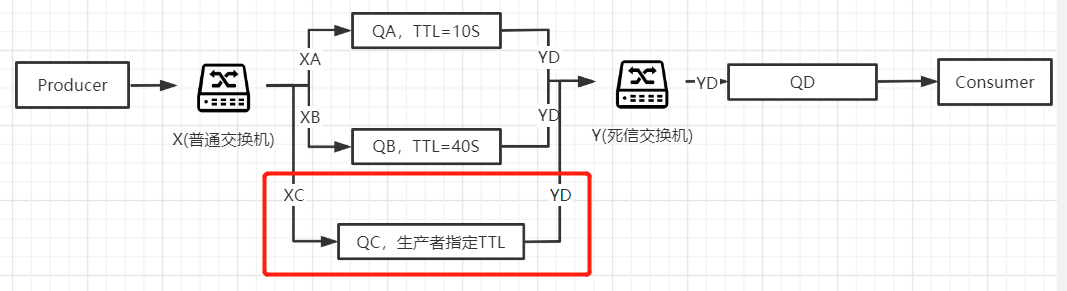 QA，TTL=10S
XA
YD
Producer
X(普通交换机)
Y(死信交换机)
YD
QD
Consumer
XB
YD
QB，TTL=40S
XC
YD
QC，生产者指定TTL